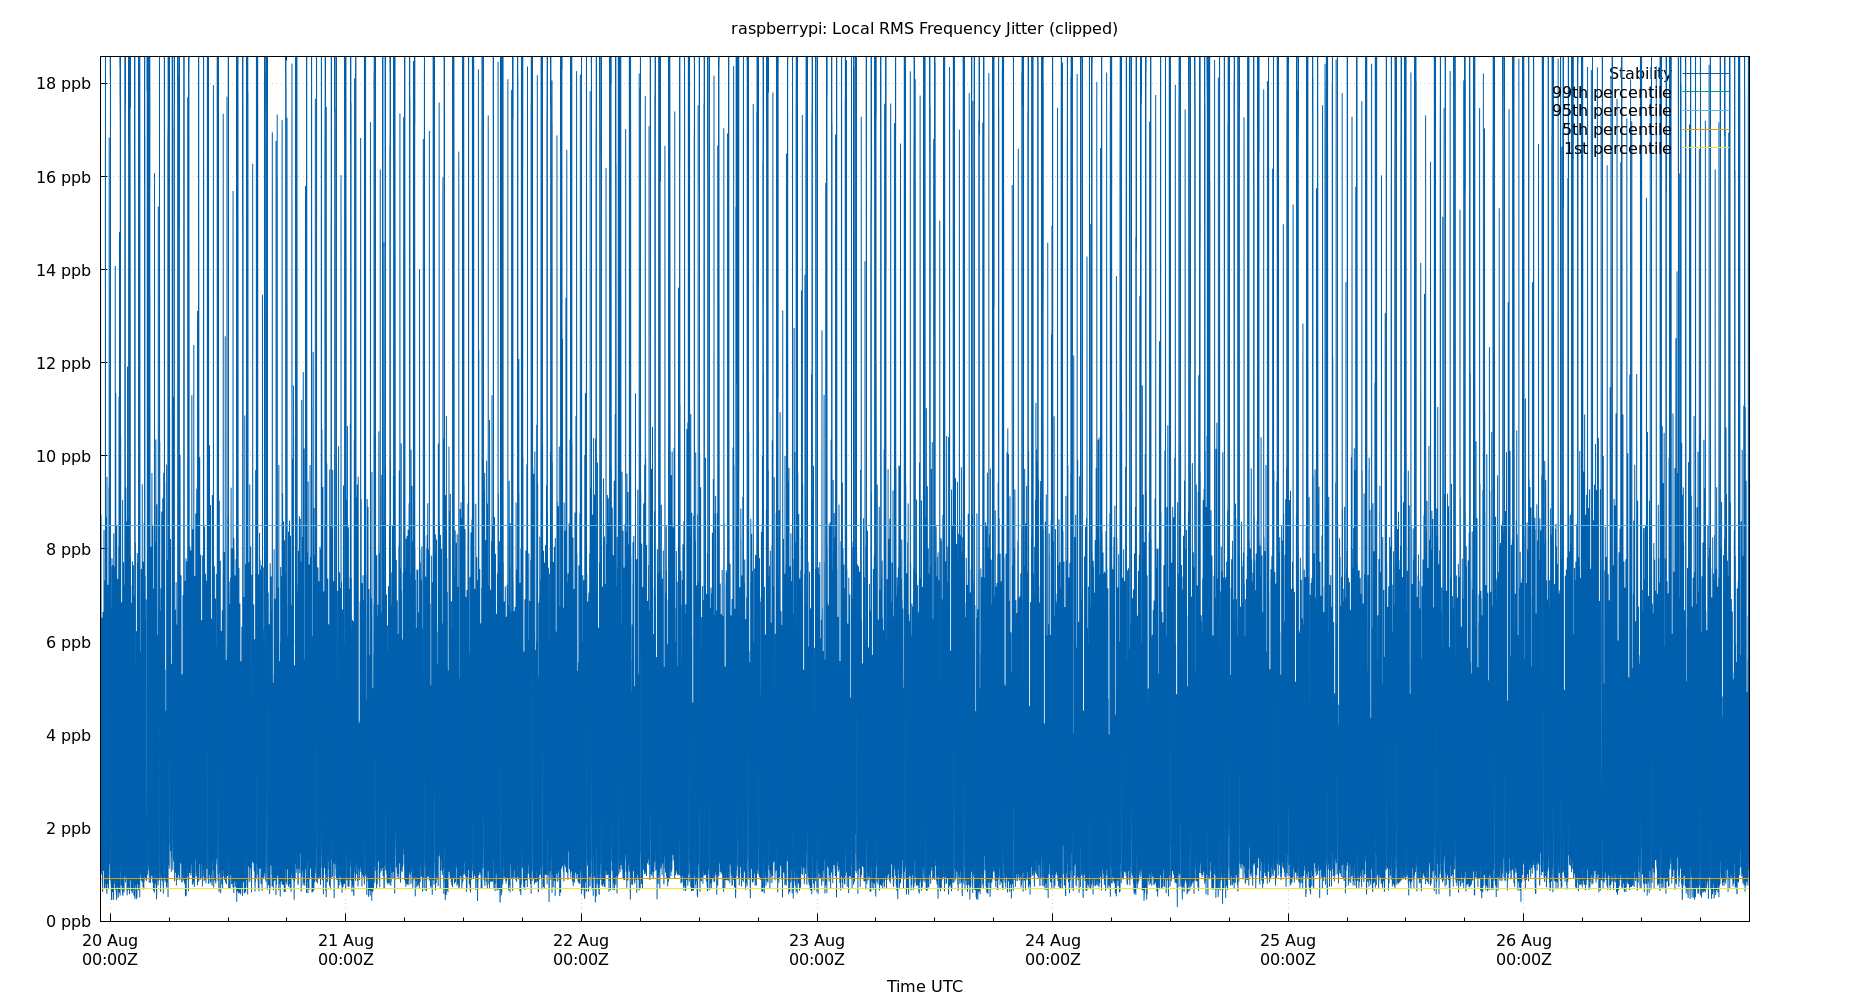 raspberrypi: Local RMS Frequency Jitter (clipped)
18 ppb
16 ppb
14 ppb
12 ppb
10 ppb
8 ppb
6 ppb
4 ppb
2 ppb
0 ppb
Stability
99th percentile
95th percentile
5th percentile
1st percentile
20 Aug
00:00Z
21 Aug
00:00Z
22 Aug
00:00Z
23 Aug
00:00Z
24 Aug
00:00Z
25 Aug
00:00Z
26 Aug
00:00Z
Time UTC